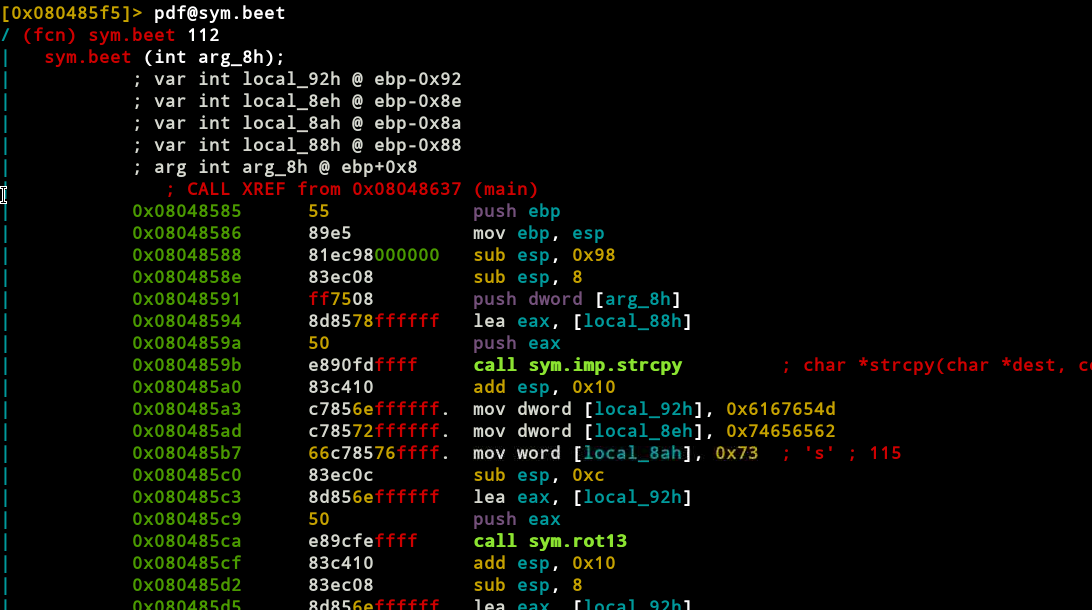 [0x080485f5]> pdf@sym.beet
/ (fcn) sym.beet 112
|   sym.beet (int arg_8h);
|           ; var int local_92h @ ebp-0x92
|           ; var int local_8eh @ ebp-0x8e
|           ; var int local_8ah @ ebp-0x8a
|           ; var int local_88h @ ebp-0x88
|           ; arg int arg_8h @ ebp+0x8
|              ; CALL XREF from 0x08048637 (main)
|           0x08048585      55             push ebp
|           0x08048586      89e5           mov ebp, esp
|           0x08048588      81ec98000000   sub esp, 0x98
|           0x0804858e      83ec08         sub esp, 8
|           0x08048591      ff7508         push dword [arg_8h]
|           0x08048594      8d8578ffffff   lea eax, [local_88h]
|           0x0804859a      50             push eax
|           0x0804859b      e890fdffff     call sym.imp.strcpy         ; char *strcpy(char *dest, co
|           0x080485a0      83c410         add esp, 0x10
|           0x080485a3      c7856effffff.  mov dword [local_92h], 0x6167654d
|           0x080485ad      c78572ffffff.  mov dword [local_8eh], 0x74656562
|           0x080485b7      66c78576ffff.  mov word [local_8ah], 0x73  ; 's' ; 115
|           0x080485c0      83ec0c         sub esp, 0xc
|           0x080485c3      8d856effffff   lea eax, [local_92h]
|           0x080485c9      50             push eax
|           0x080485ca      e89cfeffff     call sym.rot13
|           0x080485cf      83c410         add esp, 0x10
|           0x080485d2      83ec08         sub esp, 8
|           0x080485d5      8d856effffff   lea eax, [local_92h]